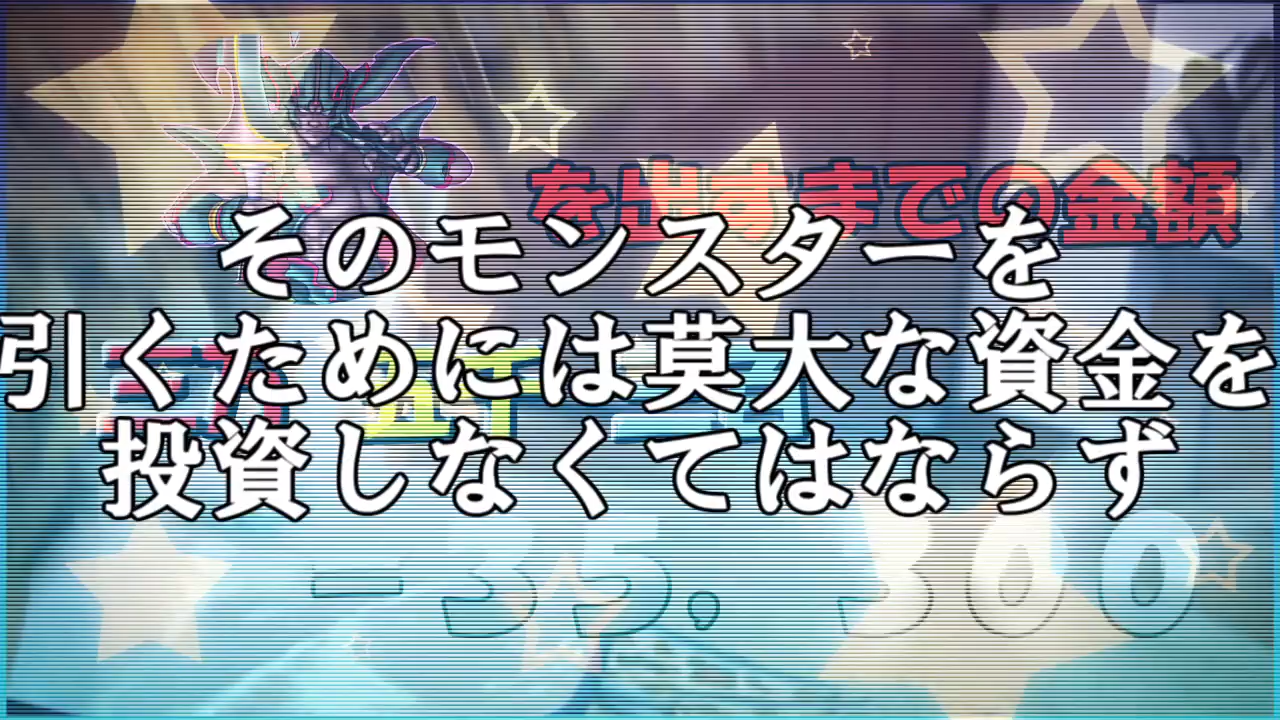 を出すまでの金額
そのモンスターを
引くためには莫大な資金を
投資しなくてはならず
-35.300